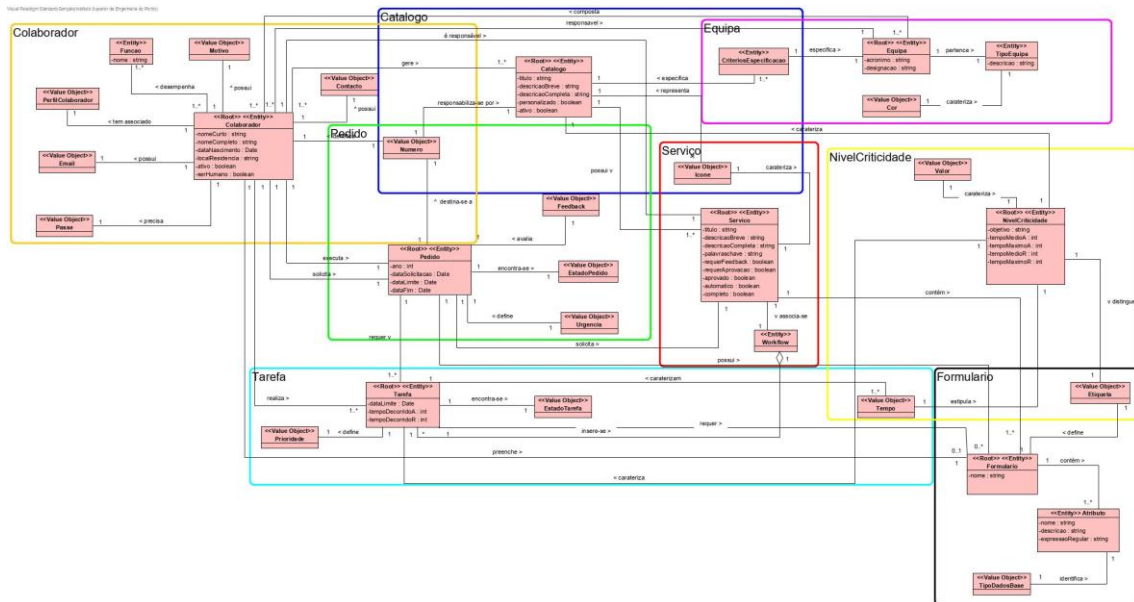 Visual Paradigm Standard
Colaborador
<<Entity>>
Funcao
-nome : string
<<Value Object>>
Motivo
<<Value Object>>
PerfilColaborador
<<Value Object>>
Contacto
<<Value Object>>
Email
<<Value Object>>
Passe
<<Root>> <<Entity>>
Colaborador
-nomeCurto : string
-nomeCompleto : string
-dataNascimento : Date
-localResidencia : string
-ativo : boolean
-serHumano : boolean
< desempenha
^ possui
^ possui
< tem associado
< possui
< precisa
1..*
1
Catalogo
< composta
responsavel >
é responsável >
gere >
responsabiliza-se por >
<<Root>> <<Entity>>
Catalogo
-titulo : string
-descricaoBreve : string
-descricaoCompleta : string
-personalizado : boolean
-ativo : boolean
< especifica
< representa
< carateriza
possui v
<<Value Object>>
Numero
Equipa
<<Entity>>
CriteriosEspecificacao
especifica >
<<Root>> <<Entity>>
Equipa
-acronimo : string
-designacao : string
pertence >
<<Entity>>
TipoEquipa
-descricao : string
<<Value Object>>
Cor
carateriza >
Pedido
^ destina-se a
<<Value Object>>
Feedback
< avalia
<<Root>> <<Entity>>
Pedido
-ano : int
-dataSolicitacao : Date
-dataLimite : Date
-dataFim : Date
executa >
solicita >
encontra-se >
<<Value Object>>
EstadoPedido
< define
<<Value Object>>
Urgencia
requer v
solicita >
possui >
Serviço
<<Value Object>>
Icone
carateriza >
<<Root>> <<Entity>>
Servico
-titulo : string
-descricaoBreve : string
-descricaoCompleta : string
-palavraschave : string
-requerFeedback : boolean
-requerAprovacao : boolean
-aprovado : boolean
-automatico : boolean
-completo : boolean
contém >
v associa-se
<<Entity>>
Workflow
NivelCriticidade
<<Value Object>>
Valor
carateriza >
<<Root>> <<Entity>>
NivelCriticidade
-objetivo : string
-tempoMedioA : int
-tempoMaximoA : int
-tempoMedioR : int
-tempoMaximoR : int
v distingue
estipula >
<<Value Object>>
Tempo
<<Value Object>>
Etiqueta
Tarefa
realiza >
<<Root>> <<Entity>>
Tarefa
-dataLimite : Date
-tempoDecorridoA : int
-tempoDecorridoR : int
< caraterizam
encontra-se >
<<Value Object>>
EstadoTarefa
<<Value Object>>
Prioridade
< define
insere-se >
requer >
preenche >
< carateriza
Formulario
< define
0..1
0..*
1..*
<<Root>> <<Entity>>
Formulario
-nome : string
contém >
<<Entity>> Atributo
-nome : string
-descricao : string
-expressaoRegular : string
<<Value Object>>
TipoDadosBase
identifica >